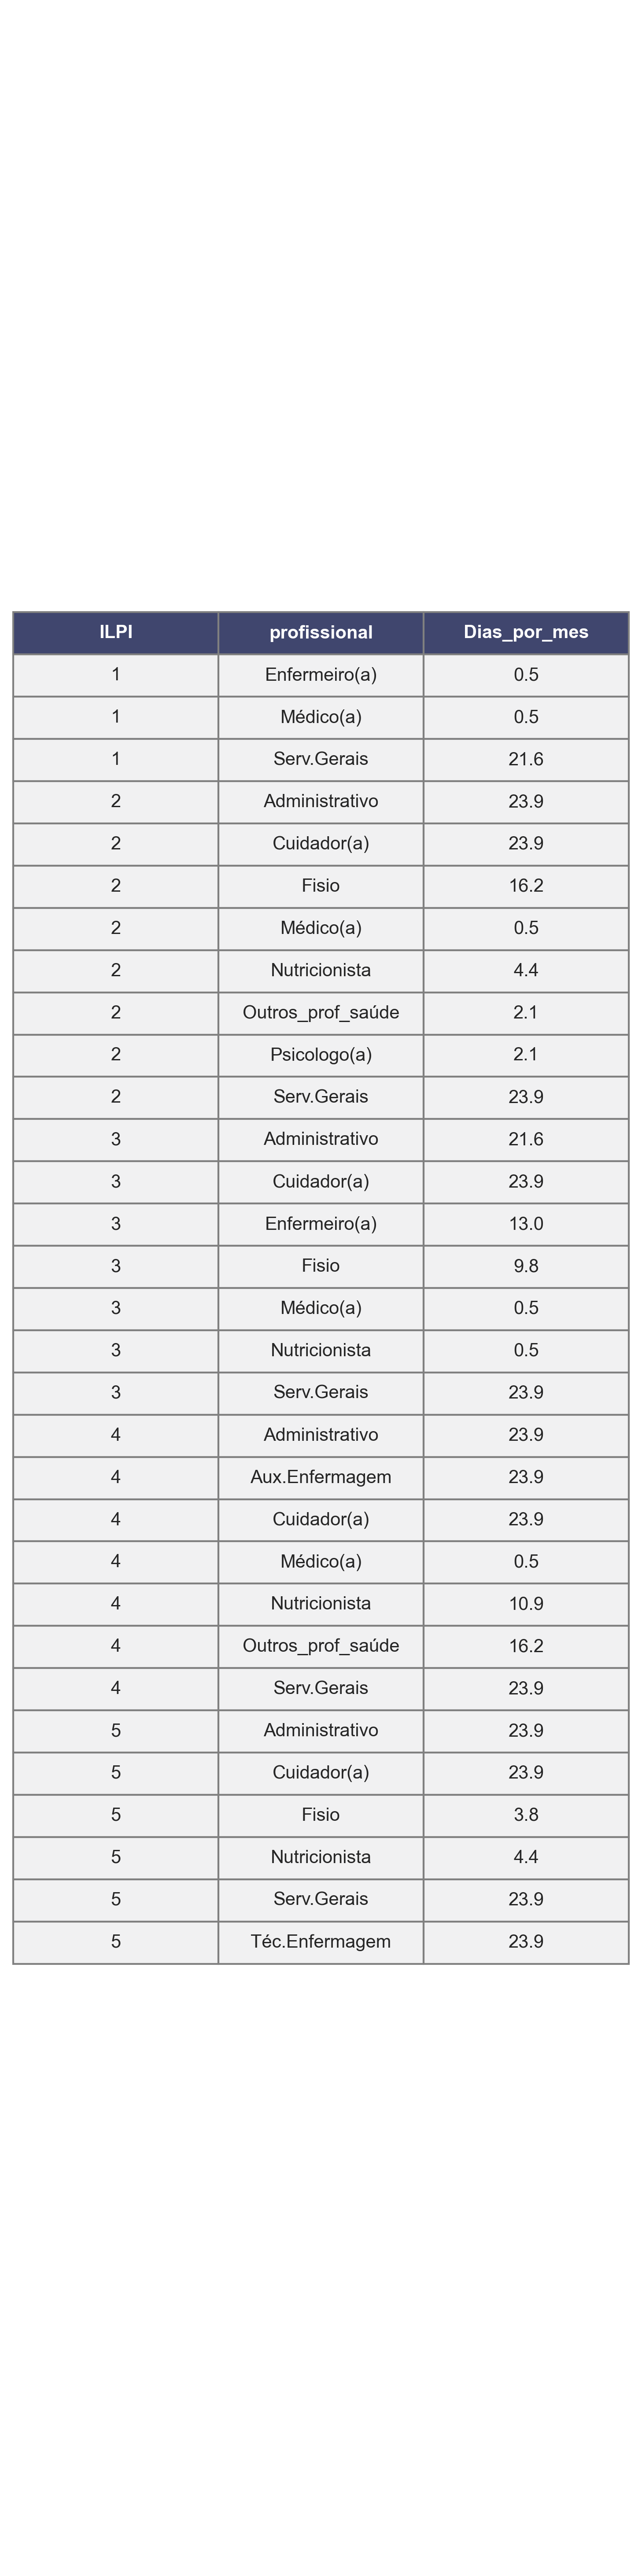 ILPI profissional Dias_por_mes
1 Enfermeiro(a) 0.5
1 Médico(a) 0.5
1 Serv.Gerais 21.6
2 Administrativo 23.9
2 Cuidador(a) 23.9
2 Fisio 16.2
2 Médico(a) 0.5
2 Nutricionista 4.4
2 Outros_prof_saúde 2.1
2 Psicologo(a) 2.1
2 Serv.Gerais 23.9
3 Administrativo 21.6
3 Cuidador(a) 23.9
3 Enfermeiro(a) 13.0
3 Fisio 9.8
3 Médico(a) 0.5
3 Nutricionista 0.5
3 Serv.Gerais 23.9
4 Administrativo 23.9
4 Aux.Enfermagem 23.9
4 Cuidador(a) 23.9
4 Médico(a) 0.5
4 Nutricionista 10.9
4 Outros_prof_saúde 16.2
4 Serv.Gerais 23.9
5 Administrativo 23.9
5 Cuidador(a) 23.9
5 Fisio 3.8
5 Nutricionista 4.4
5 Serv.Gerais 23.9
5 Téc.Enfermagem 23.9